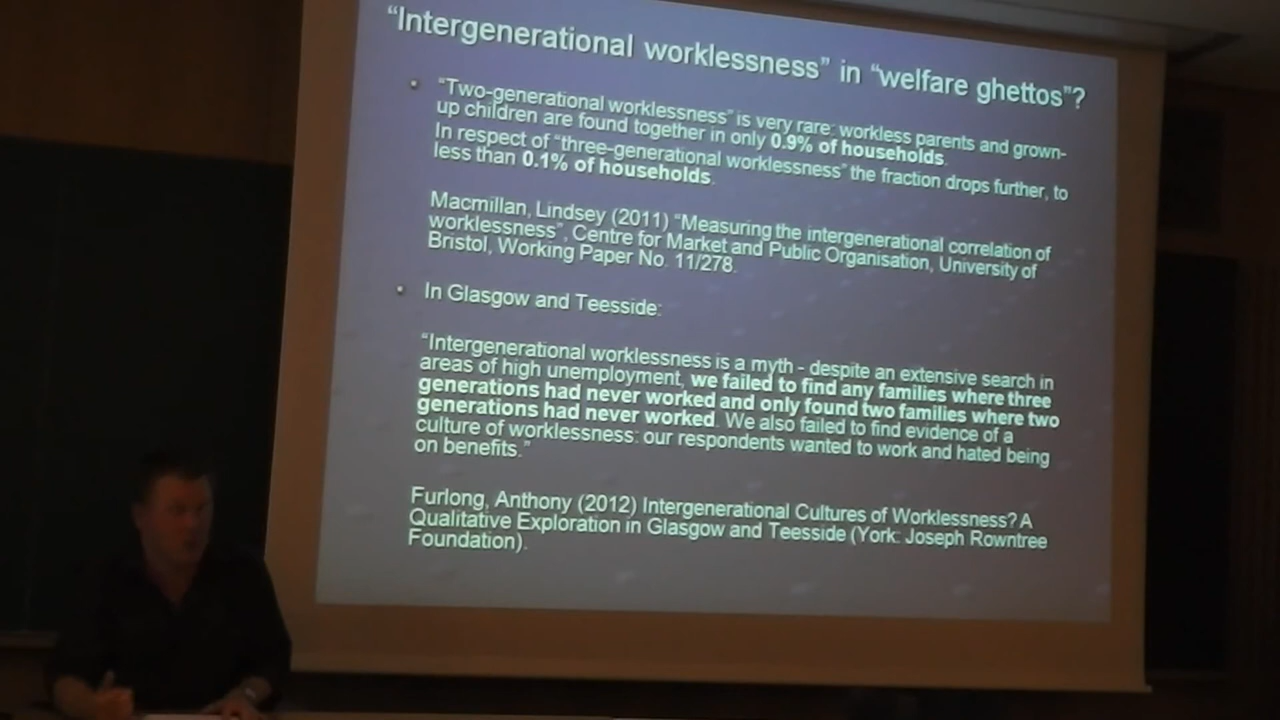 “Intergenerational worklessness” in “welfare ghettos”?
• “Two-generational worklessness” is very rare: workless parents and grown-
up children are found together in only 0.9% of households.
In respect of “three-generational worklessness” the fraction drops further, to
less than 0.1% of households.
Macmillan, Lindsey (2011) “Measuring the intergenerational correlation of
worklessness”, Centre for Market and Public Organisation, University of
Bristol, Working Paper No. 11/278.
• In Glasgow and Teesside:
“Intergenerational worklessness is a myth - despite an extensive search in
areas of high unemployment, we failed to find any families where three
generations had never worked and only found two families where two
generations had never worked. We also failed to find evidence of a
culture of worklessness: our respondents wanted to work and hated being
on benefits.”
Furlong, Anthony (2012) Intergenerational Cultures of Worklessness? A
Qualitative Exploration in Glasgow and Teesside (York: Joseph Rowntree
Foundation).